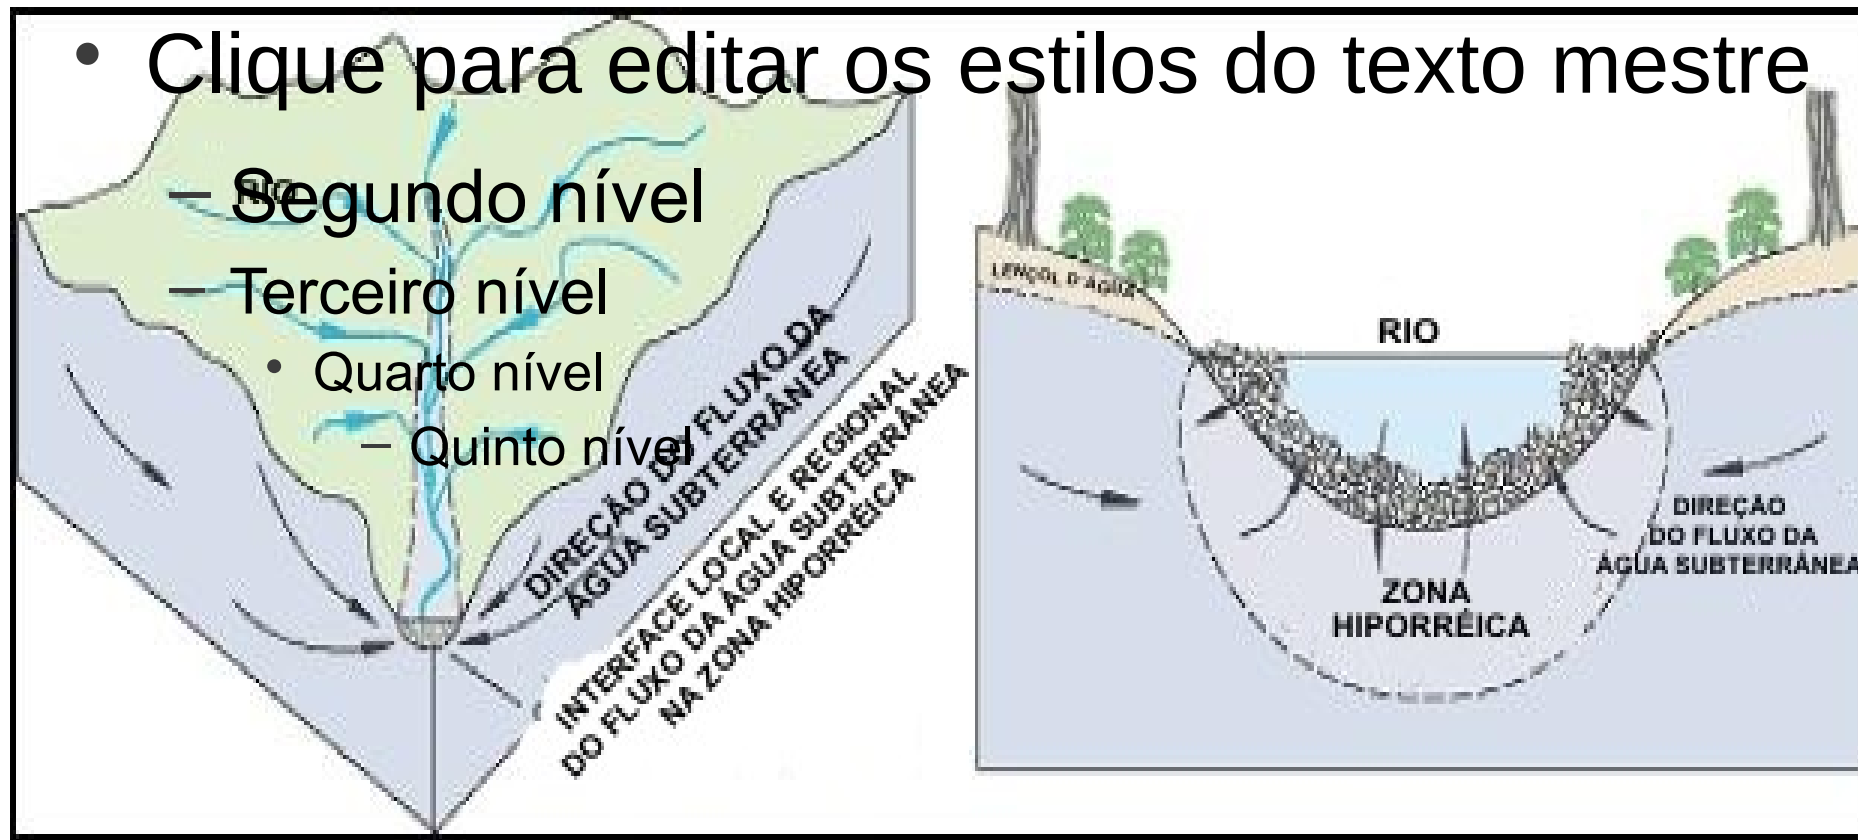 • Clique para editar os estilos do texto mestre
– Segundo nível
– Terceiro nível
• Quarto nível
– Quinto nível
RIO
DIREÇÃO DO FLUXO DA
ÁGUA SUBTERRÂNEA
INTERFACE LOCAL E REGIONAL
DO FLUXO DA ÁGUA SUBTERRÂNEA
NA ZONA HIPORRÉICA
LENÇOL D'ÁGUA
RIO
ZONA
HIPORRÉICA
DIREÇÃO
DO FLUXO DA
ÁGUA SUBTERRÂNEA